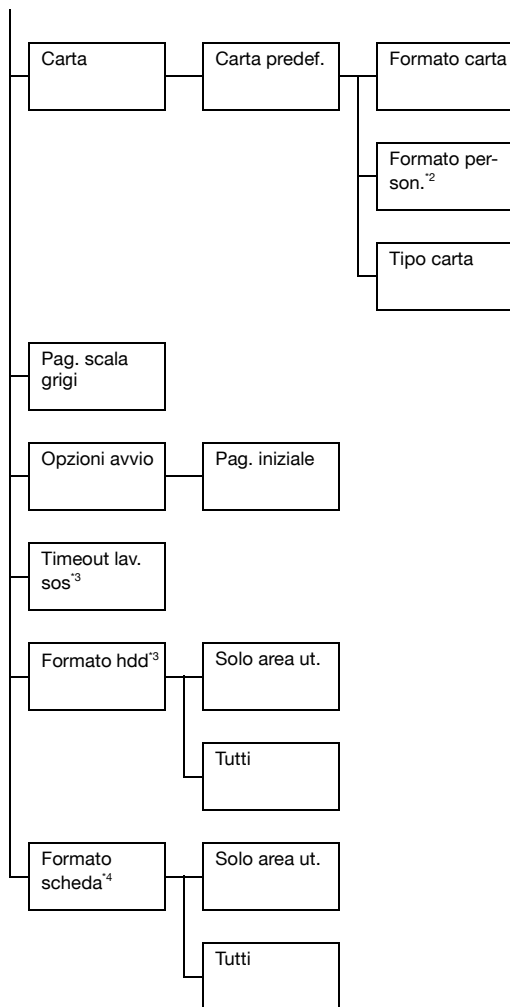 Carta
Carta predef.
Formato carta
Formato per-
son.*2
Tipo carta
Pag. scala
grigi
Opzioni avvio
Pag. iniziale
Timeout lav.
sos*3
Formato hdd*3
Solo area ut.
Tutti
Formato
scheda*4
Solo area ut.
Tutti